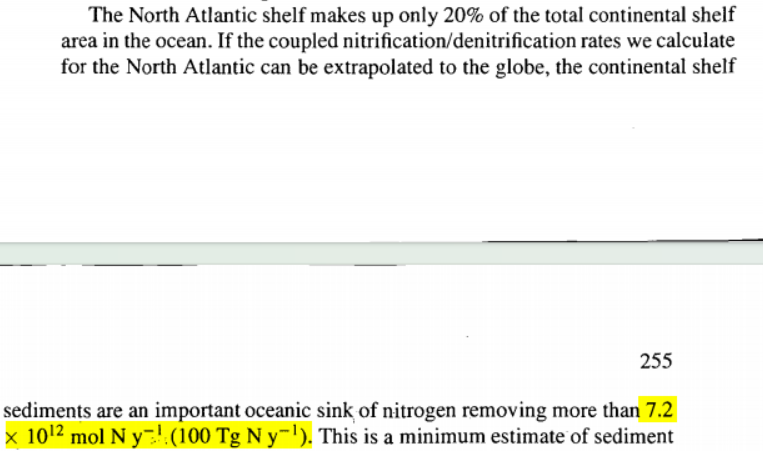 The North Atlantic shelf makes up only 20% of the total continental shelf
area in the ocean. If the coupled nitrification/denitrification rates we calculate
for the North Atlantic can be extrapolated to the globe, the continental shelf
255
sediments are an important oceanic sink of nitrogen removing more than 7.2
× 10¹² mol N y⁻¹ (100 Tg N y⁻¹). This is a minimum estimate of sediment